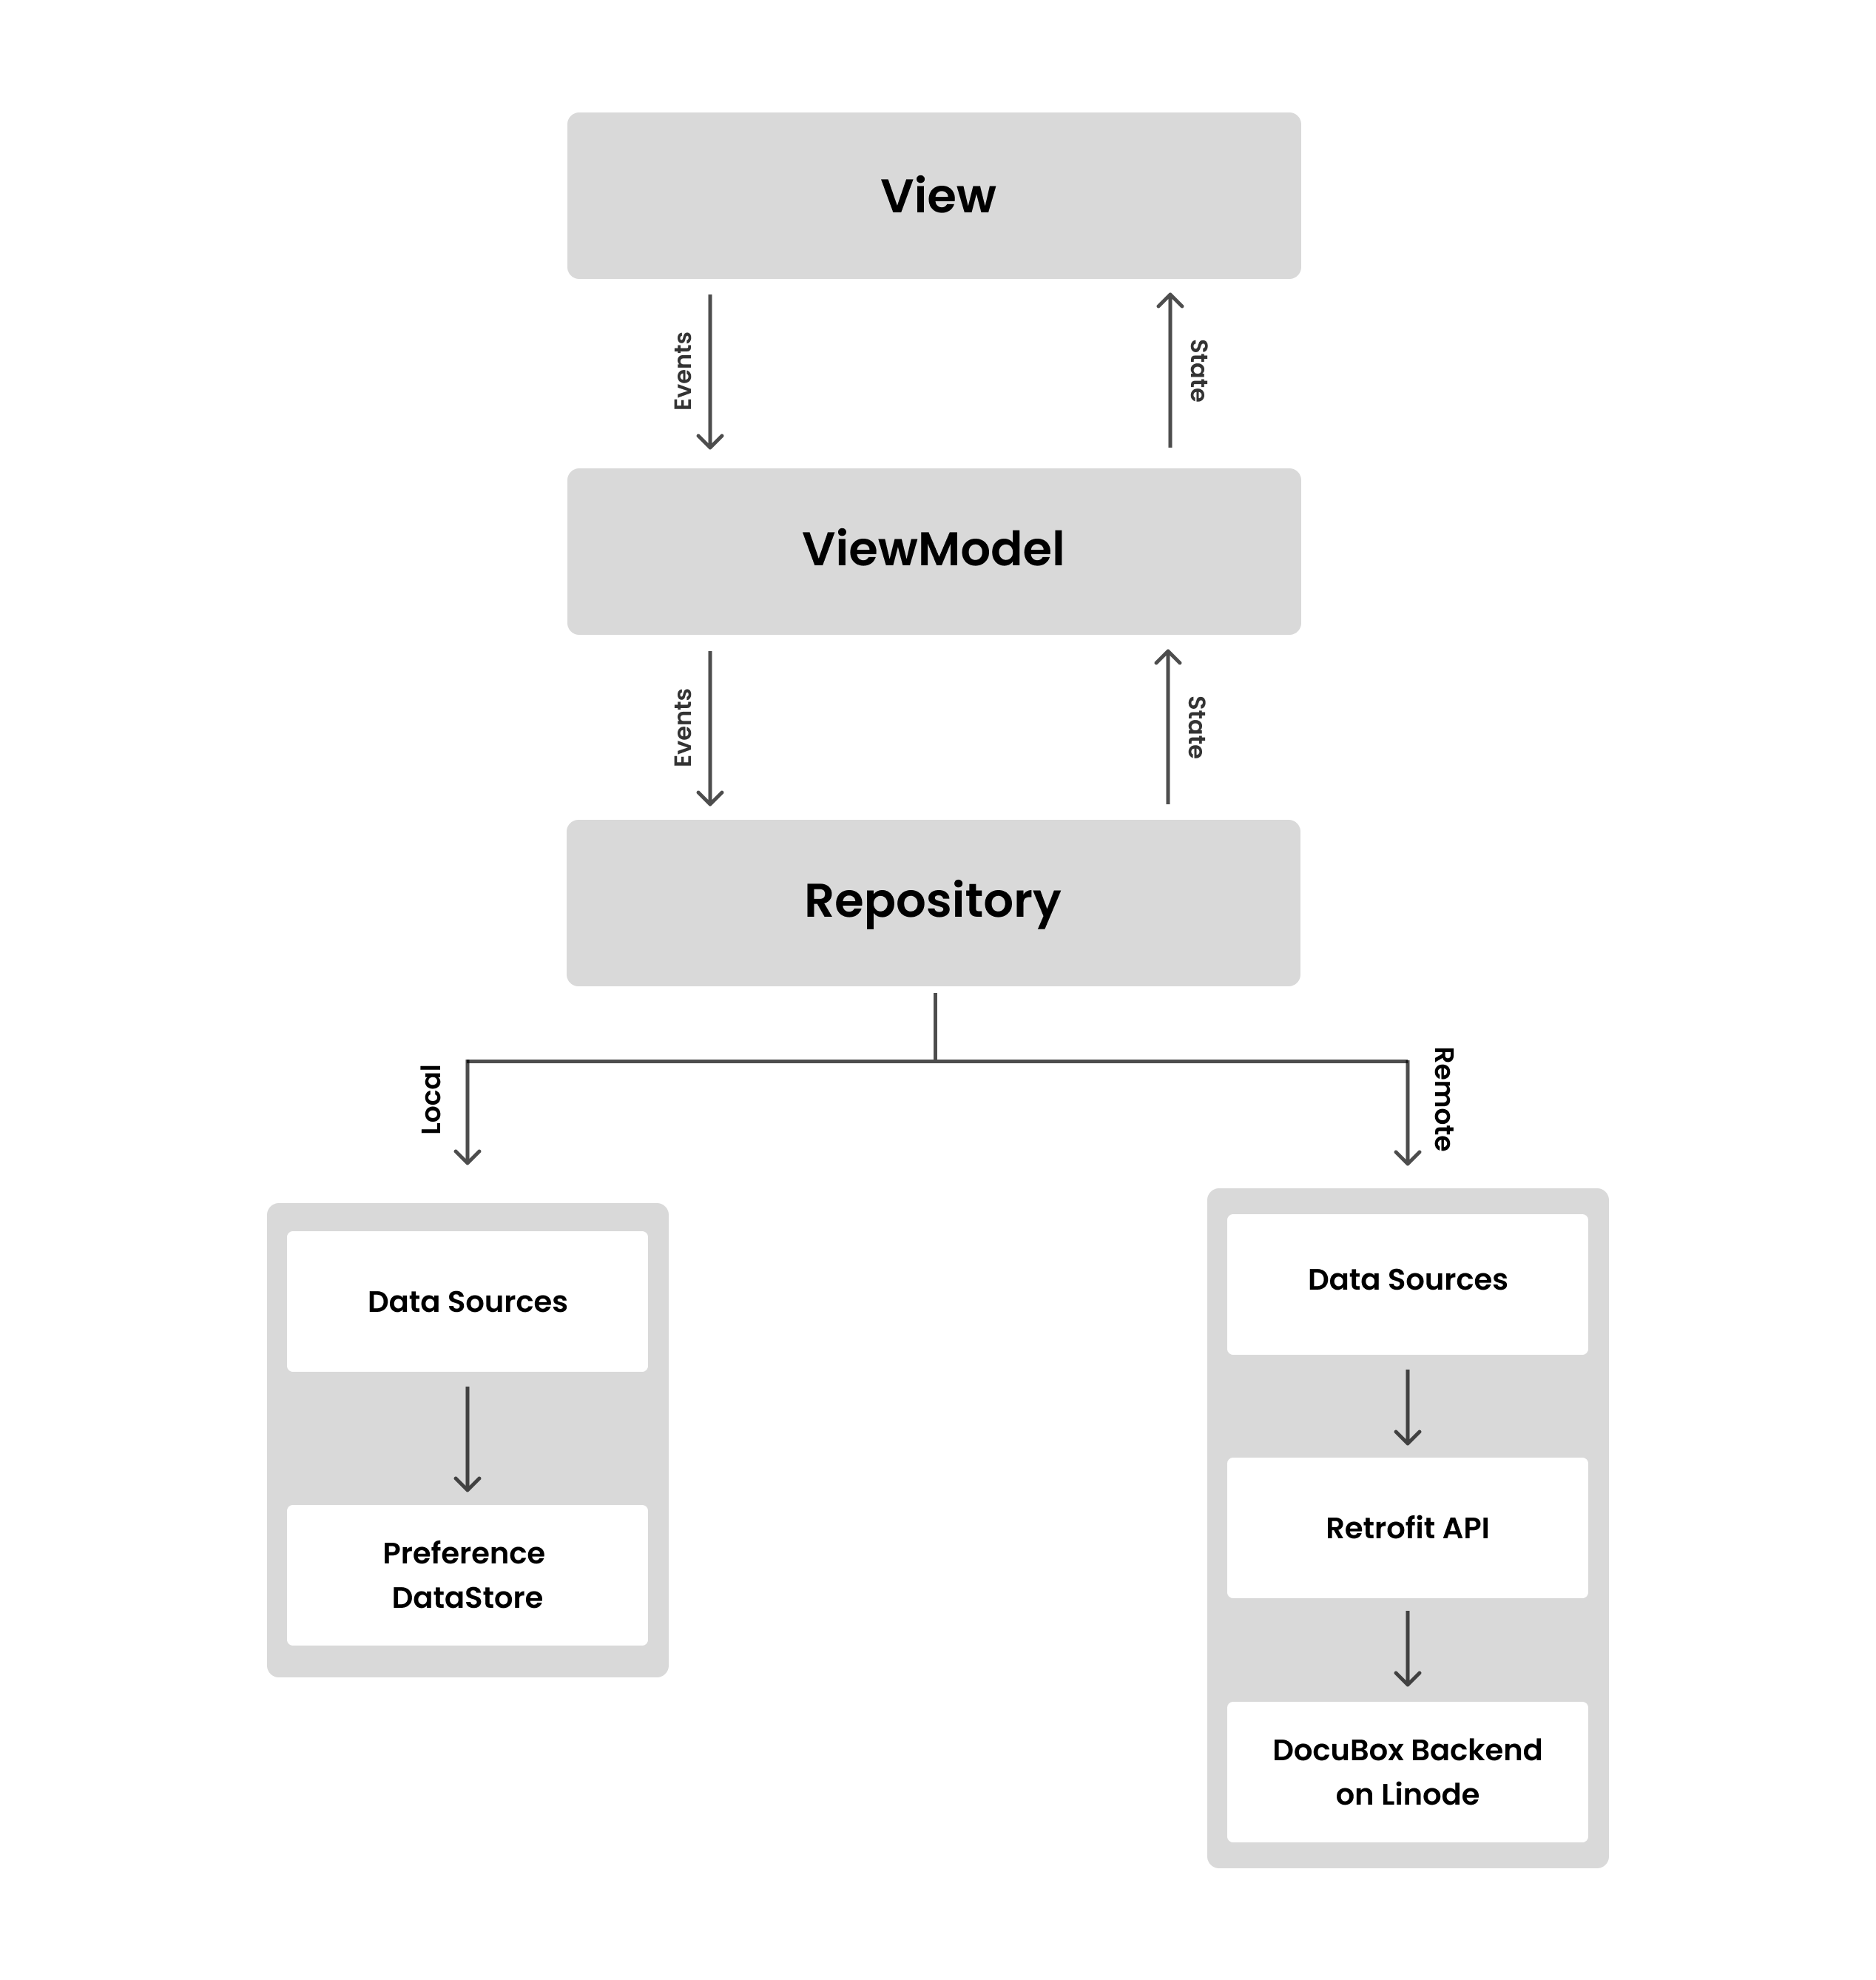 View
Events
State
ViewModel
Events
State
Repository
Local
Remote
Data Sources
Preference
DataStore
Data Sources
Retrofit API
DocuBox Backend
on Linode